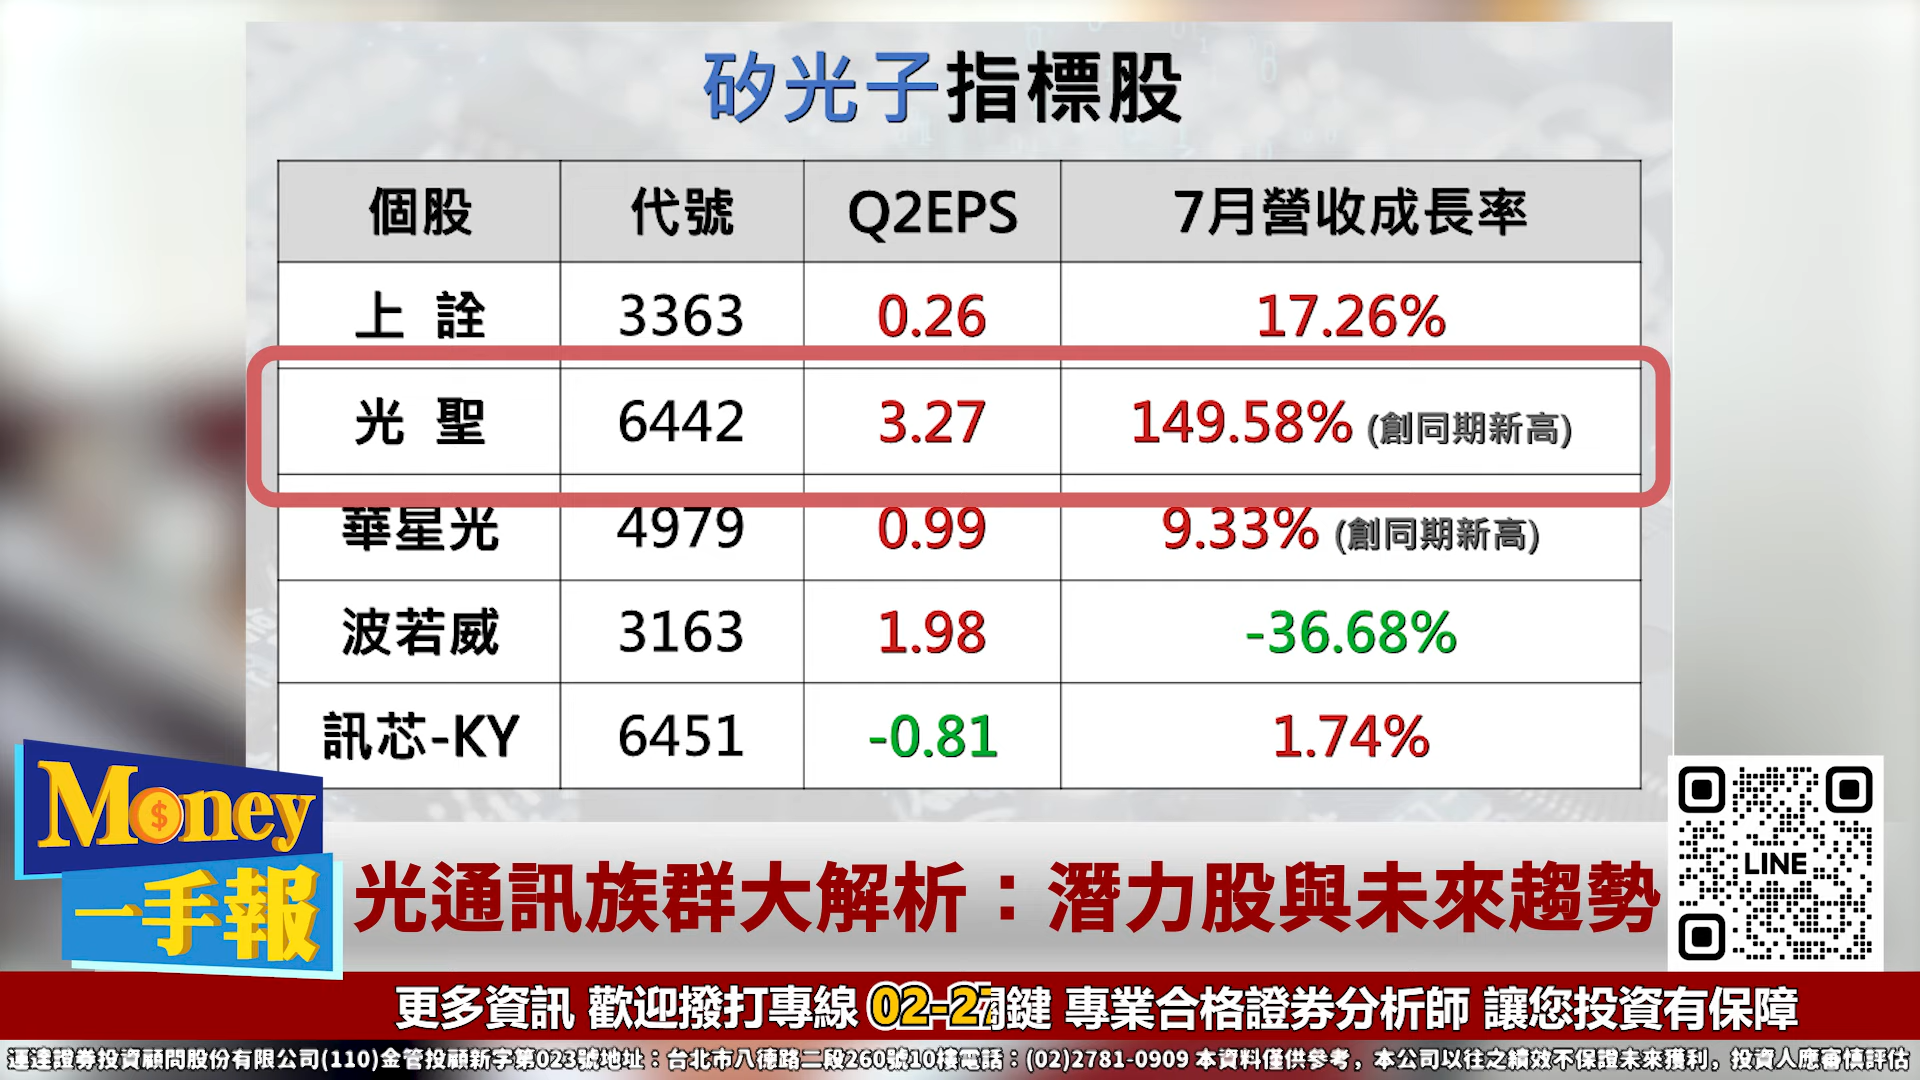 矽光子指標股
個股 代號 Q2EPS 7月營收成長率
上 詮 3363 0.26 17.26%
光 聖 6442 3.27 149.58% (創同期新高)
華星光 4979 0.99 9.33% (創同期新高)
波若威 3163 1.98 -36.68%
訊芯-KY 6451 -0.81 1.74%
Money
一手報
光通訊族群大解析：潛力股與未來趨勢
LINE
更多資訊 歡迎撥打專線 02-2 鍵 專業合格證券分析師 讓您投資有保障
運達證券投資顧問股份有限公司(110)金管投顧新字第023號地址：台北市八德路二段260號10樓電話：(02)2781-0909 本資料僅供參考，本公司以往之績效不保證未來獲利，投資人應審慎評估